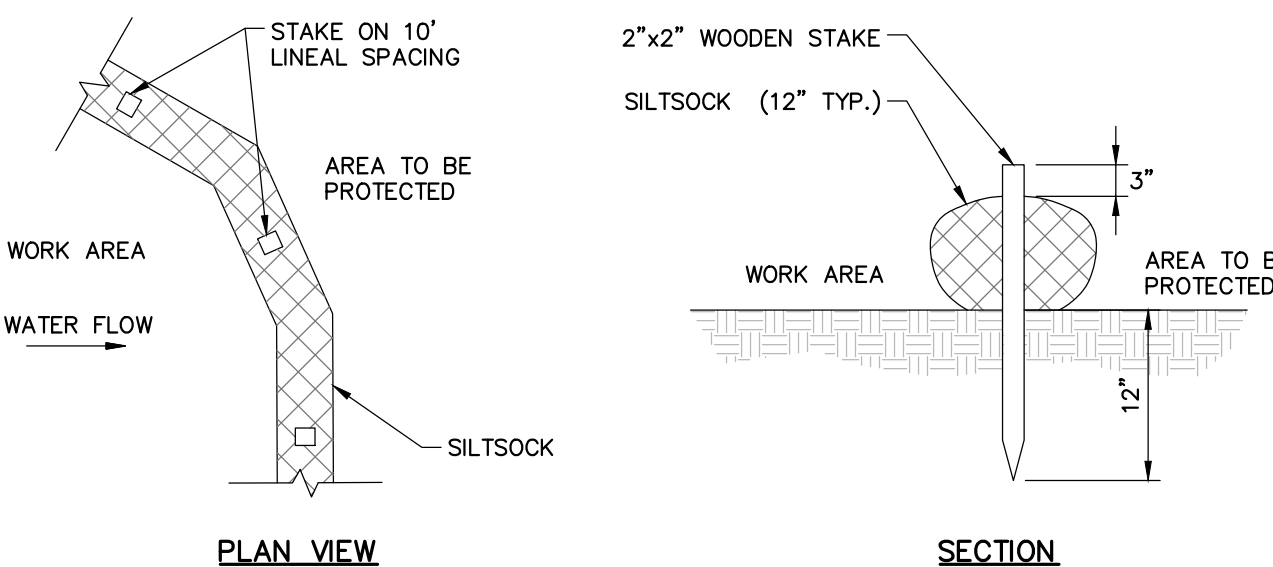 STAKE ON 10'
LINEAL SPACING
AREA TO BE
PROTECTED
WORK AREA
WATER FLOW
SILTSOCK
PLAN VIEW
2"x2" WOODEN STAKE
SILTSOCK (12" TYP.)
3"
WORK AREA
AREA TO B
PROTECTED
12"
SECTION